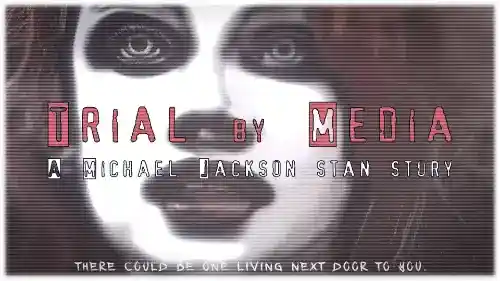 TRIAL BY MEDIA
A MICHAEL JACKSON STAN STORY
THERE COULD BE ONE LIVING NEXT DOOR TO YOU.